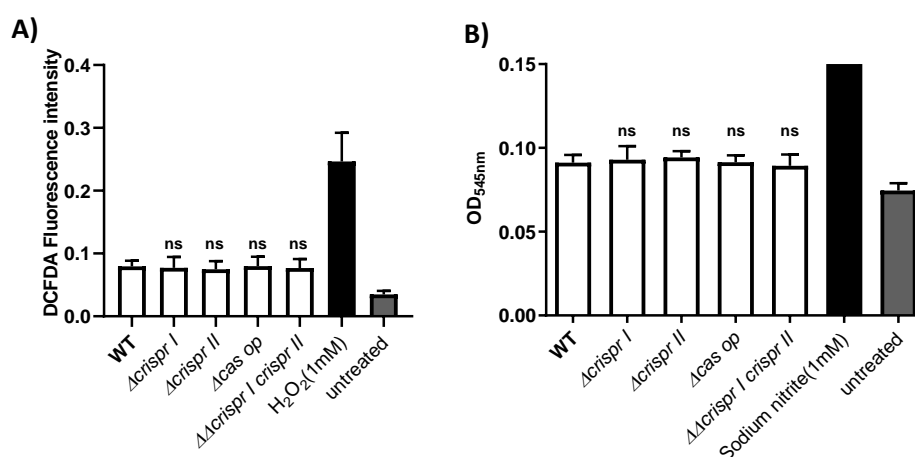 A)
DCFDA Fluorescence intensity
0.4
0.3
0.2
0.1
0.0
ns
ns
ns
ns
WT
Δcrispr I
Δcrispr II
Δcas op
ΔΔcrispr I crispr II
H2O2(1mM)
untreated
B)
OD545nm
0.15
0.10
0.05
0.00
ns
ns
ns
ns
WT
Δcrispr I
Δcrispr II
Δcas op
ΔΔcrispr I crispr II
Sodium nitrite(1mM)
untreated